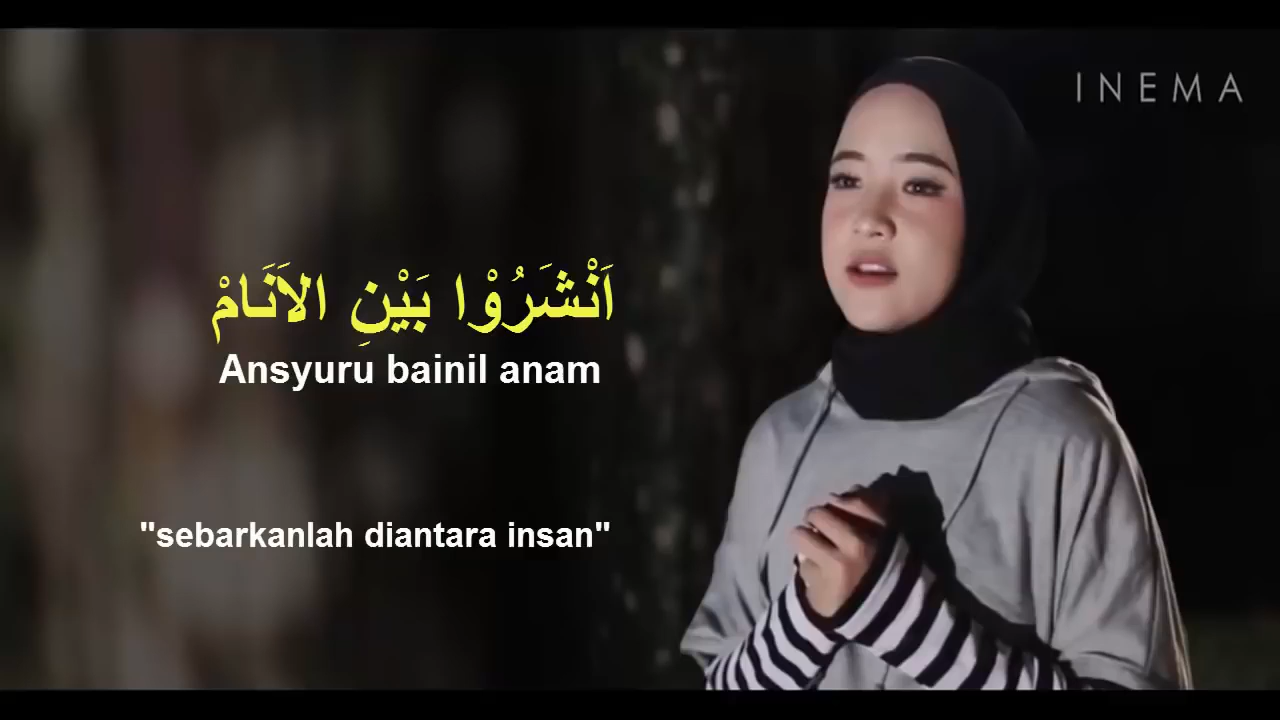 INEMA
اَنْشَرُوْا بَيْنِ الاَنَامْ
Ansyuru bainil anam
"sebarkanlah diantara insan"